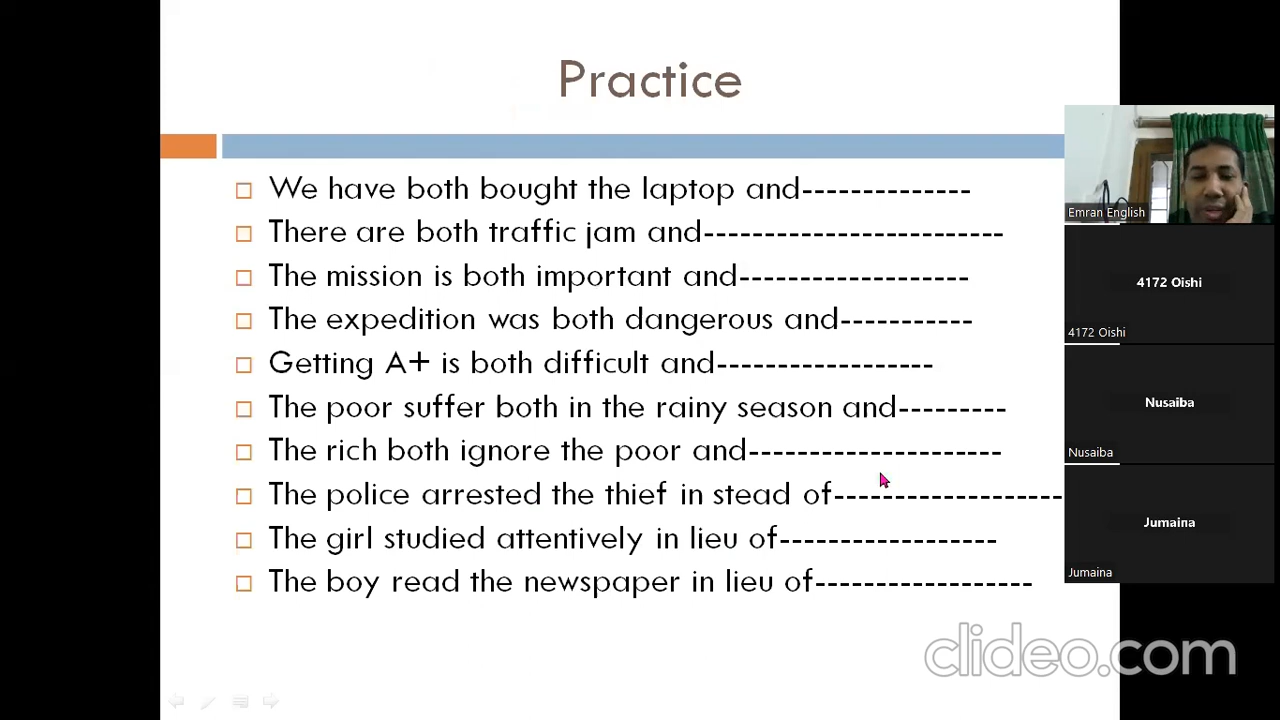 Practice
We have both bought the laptop and--------------
There are both traffic jam and-------------------------
The mission is both important and-------------------
The expedition was both dangerous and-----------
Getting A+ is both difficult and------------------
The poor suffer both in the rainy season and---------
The rich both ignore the poor and---------------------
The police arrested the thief in stead of-------------------
The girl studied attentively in lieu of------------------
The boy read the newspaper in lieu of------------------
Emran English
4172 Oishi
4172 Oishi
Nusaiba
Nusaiba
Jumaina
Jumaina
clideo.com